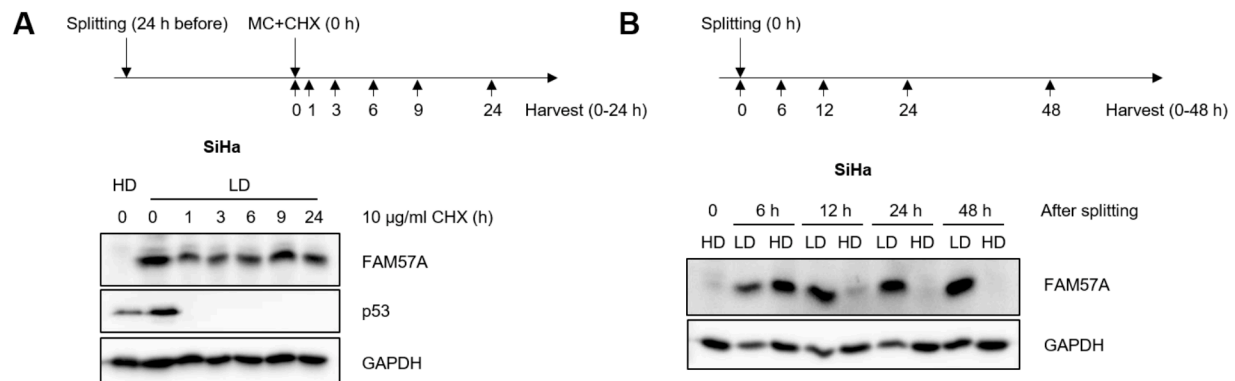 A
Splitting (24 h before) MC+CHX (0 h)
0 1 3 6 9 24 Harvest (0-24 h)
SiHa
HD LD
0 0 1 3 6 9 24 10 µg/ml CHX (h)
FAM57A
p53
GAPDH
B
Splitting (0 h)
0 6 12 24 48 Harvest (0-48 h)
SiHa
0 6 h 12 h 24 h 48 h After splitting
HD LD HD LD HD LD HD LD HD
FAM57A
GAPDH